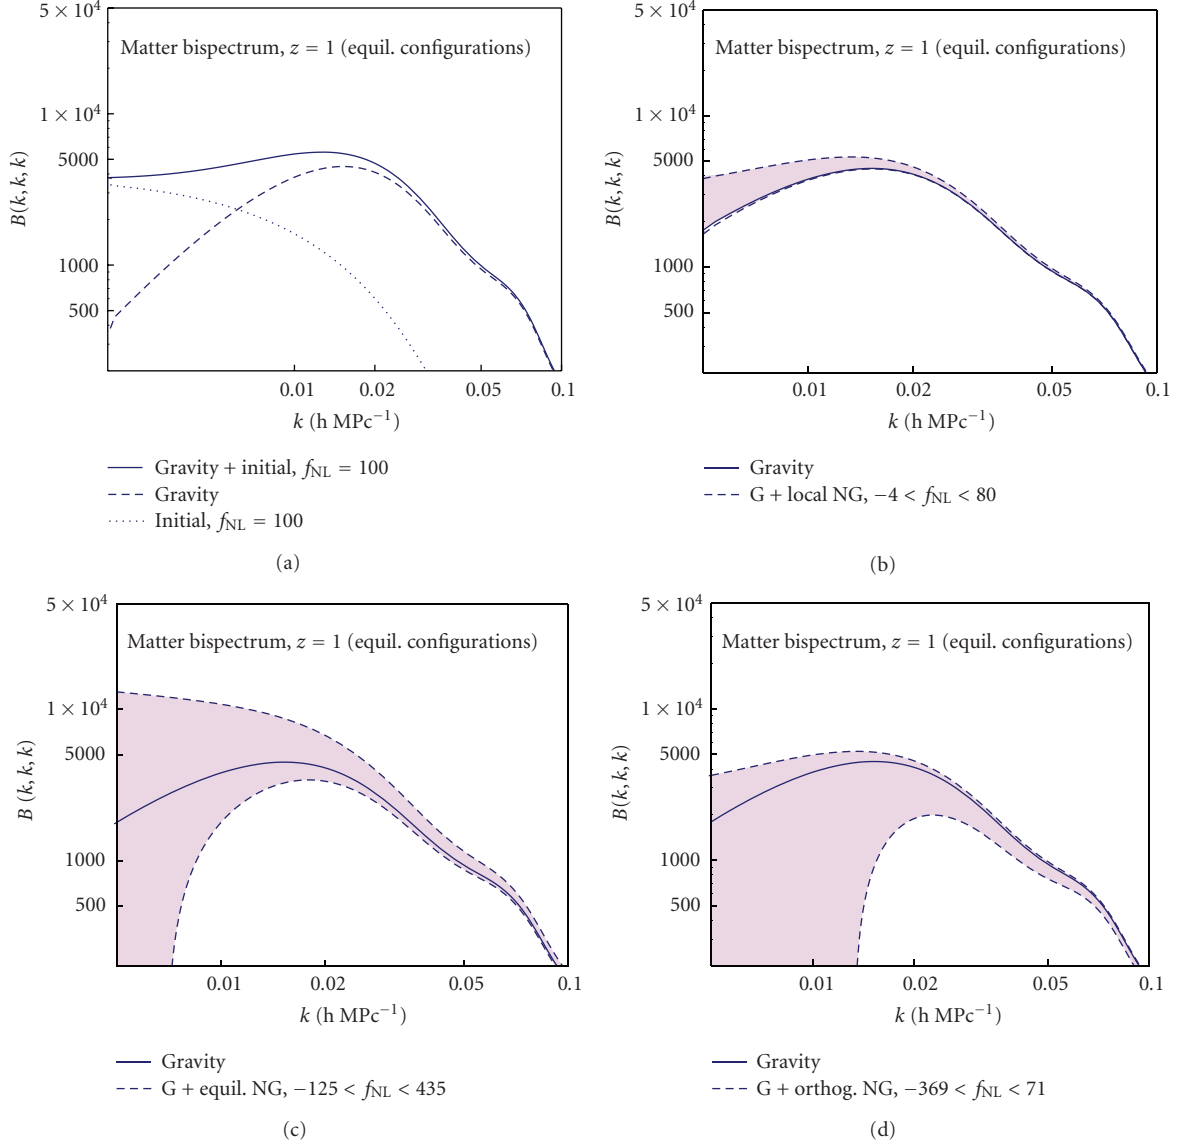 5 × 10⁴
Matter bispectrum, z = 1 (equil. configurations)
1 × 10⁴
5000
B(k, k, k)
1000
500
0.01 0.02 0.05 0.1
k (h MPc⁻¹)
Gravity + initial, fNL = 100
Gravity
Initial, fNL = 100
(a)
5 × 10⁴
Matter bispectrum, z = 1 (equil. configurations)
1 × 10⁴
5000
B(k, k, k)
1000
500
0.01 0.02 0.05 0.1
k (h MPc⁻¹)
Gravity
G + local NG, −4 < fNL < 80
(b)
5 × 10⁴
Matter bispectrum, z = 1 (equil. configurations)
1 × 10⁴
5000
B (k, k, k)
1000
500
0.01 0.02 0.05 0.1
k (h MPc⁻¹)
Gravity
G + equil. NG, −125 < fNL < 435
(c)
5 × 10⁴
Matter bispectrum, z = 1 (equil. configurations)
1 × 10⁴
5000
B(k, k, k)
1000
500
0.01 0.02 0.05 0.1
k (h MPc⁻¹)
Gravity
G + orthog. NG, −369 < fNL < 71
(d)